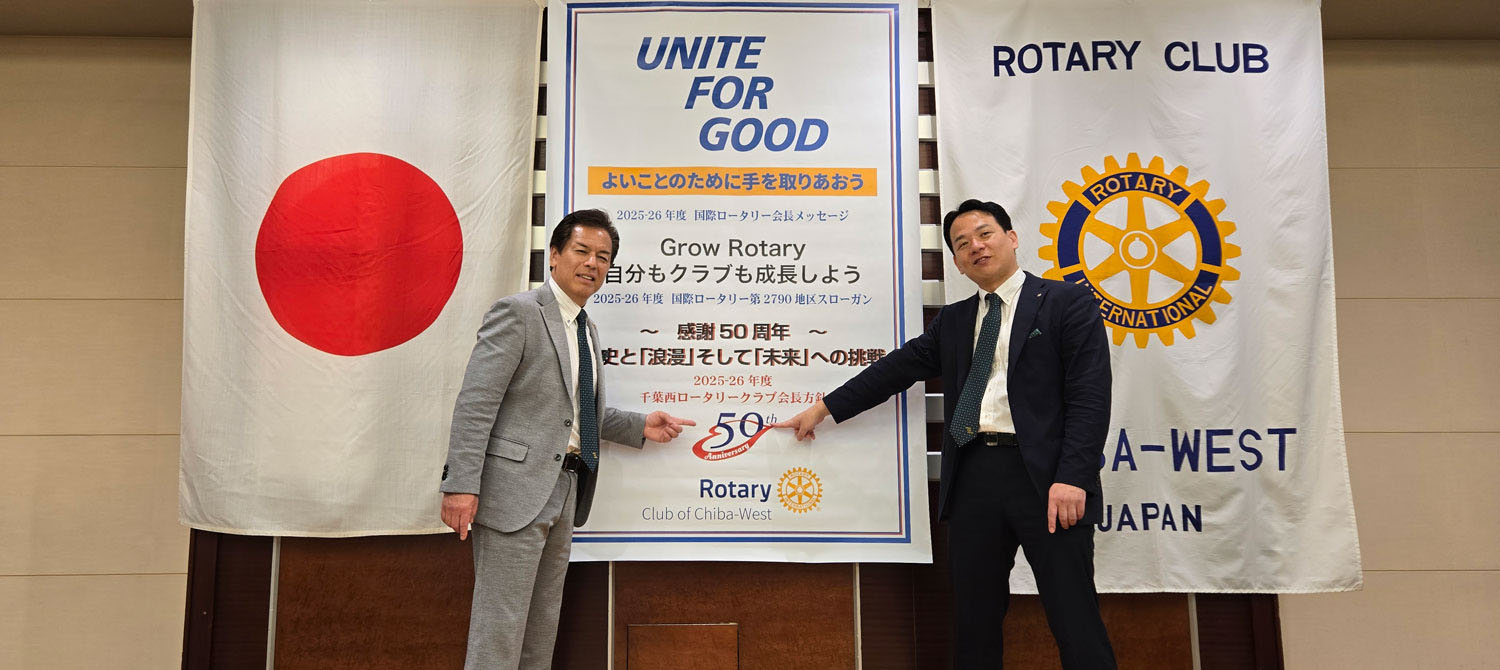 UNITE
FOR
GOOD
よいことのために手を取りあおう
2025-26 年度 国際ロータリー会長メッセージ
Grow Rotary
自分もクラブも成長しよう
2025-26 年度 国際ロータリー第 2790 地区スローガン
～ 感謝 50 周年 ～
史と「浪漫」そして「未来」への挑戦
2025-26 年度
千葉西ロータリークラブ会長方針
50th
Anniversary
Rotary
Club of Chiba-West
ROTARY CLUB
ROTARY
INTERNATIONAL
BA-WEST
JAPAN